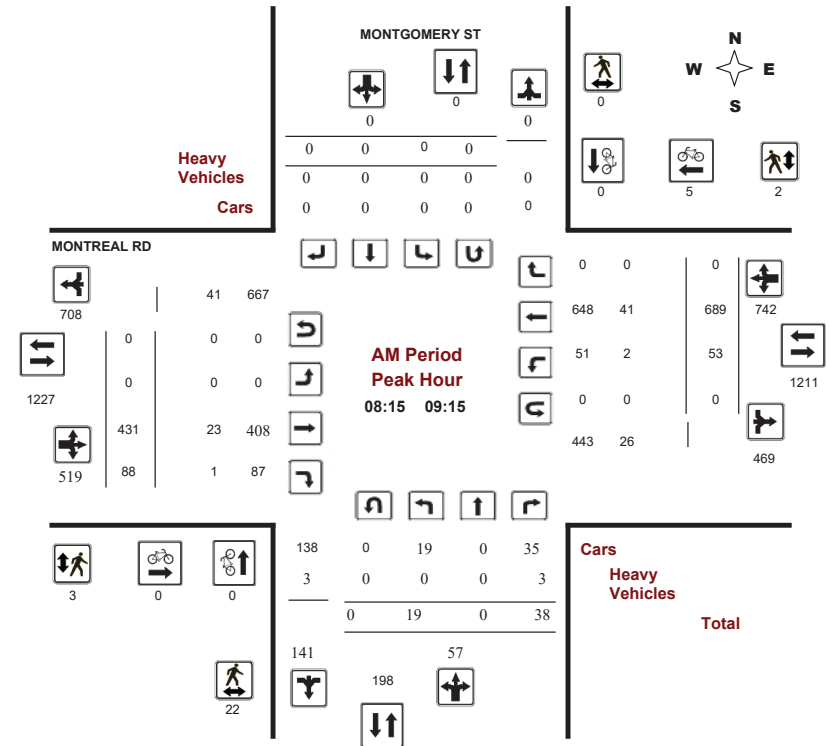 MONTGOMERY ST
N
W E
S
0
0
0
0
0 0 0 0
Heavy
Vehicles
0 0 0 0 0
Cars
0 0 0 0 0
0 5 2
MONTREAL RD
708
41 667
0 0 0
0 0 0
431 23 408
88 1 87
1227
519
AM Period
Peak Hour
08:15 09:15
0 0 0
648 41 689 742
51 2 53
0 0 0
443 26
1211
469
3 0 0
22
138 0 19 0 35
3 0 0 0 3
0 19 0 38
Cars
Heavy
Vehicles
Total
141 57
198